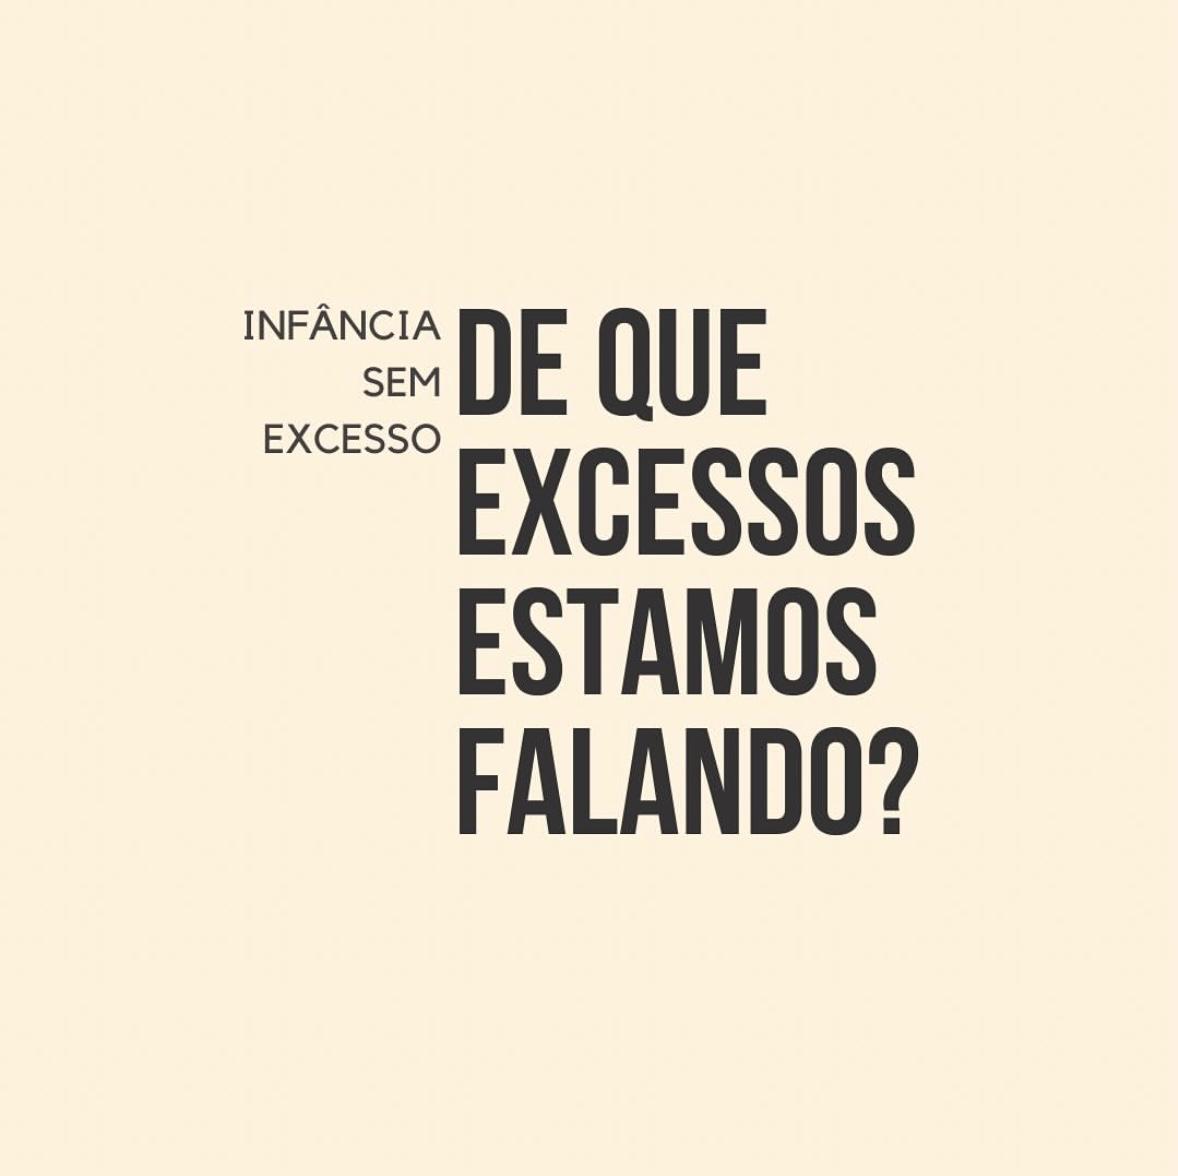 INFÂNCIA
SEM
EXCESSO
DE QUE
EXCESSOS
ESTAMOS
FALANDO?